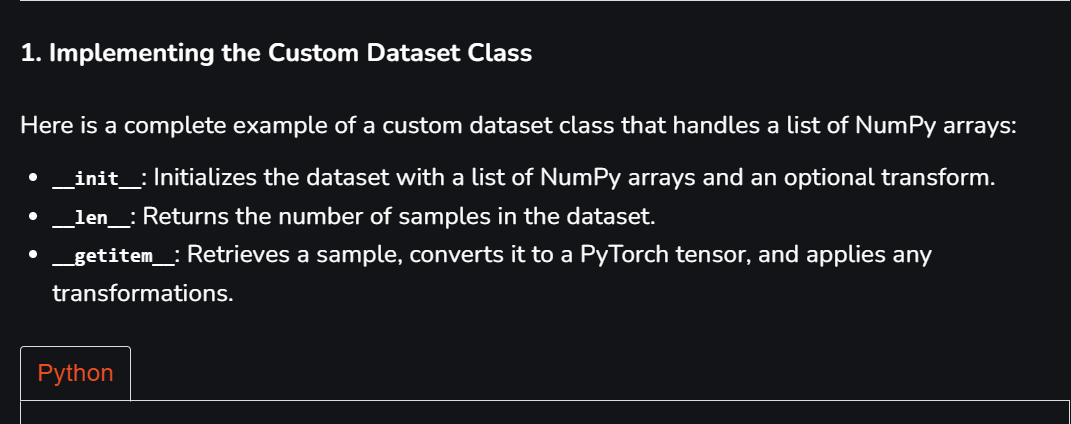 1. Implementing the Custom Dataset Class
Here is a complete example of a custom dataset class that handles a list of NumPy arrays:
• __init__: Initializes the dataset with a list of NumPy arrays and an optional transform.
• __len__: Returns the number of samples in the dataset.
• __getitem__: Retrieves a sample, converts it to a PyTorch tensor, and applies any
transformations.
Python